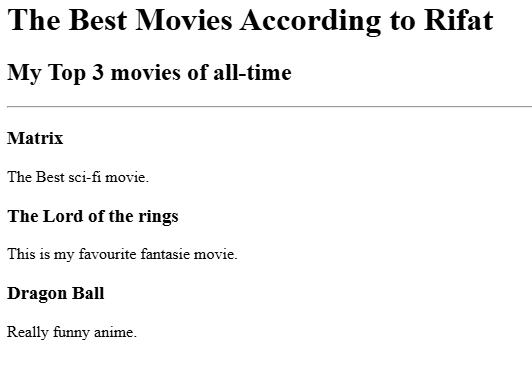 The Best Movies According to Rifat
My Top 3 movies of all-time
Matrix
The Best sci-fi movie.
The Lord of the rings
This is my favourite fantasie movie.
Dragon Ball
Really funny anime.